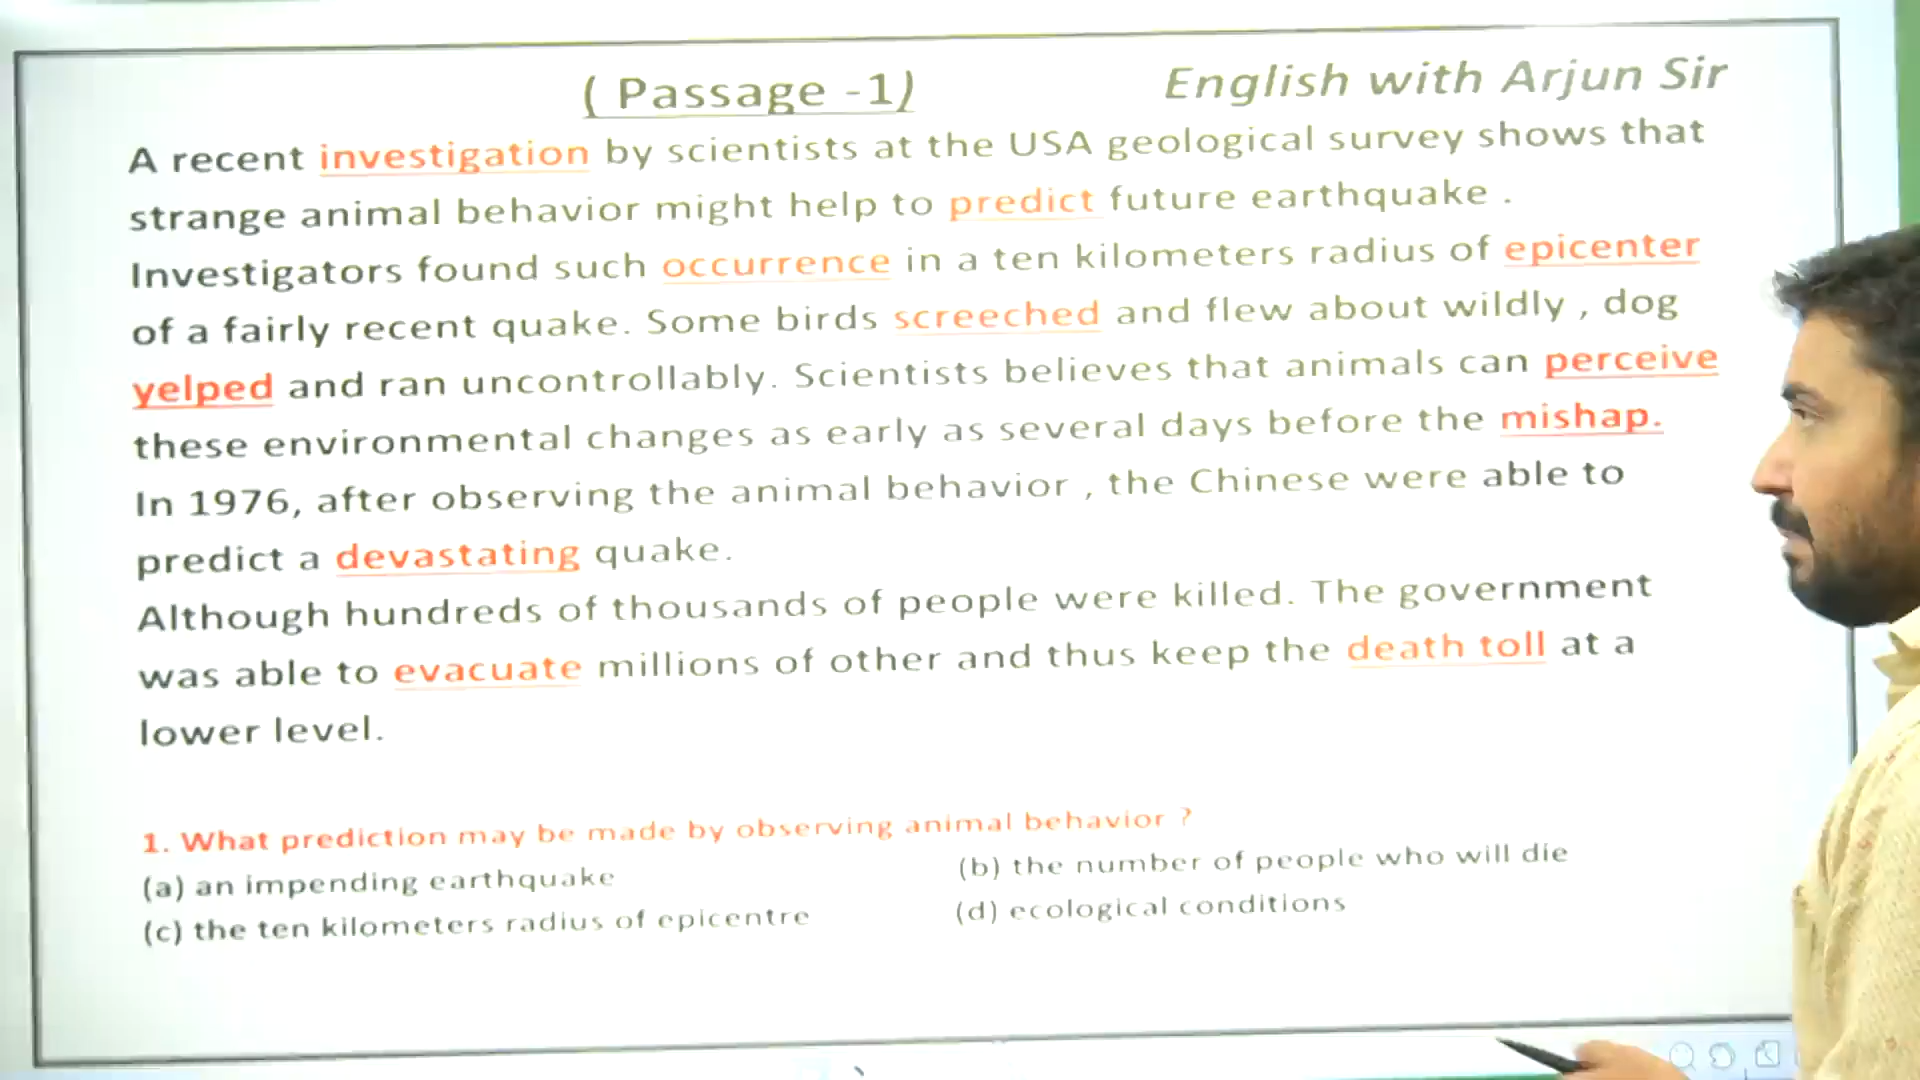 ( Passage -1)
English with Arjun Sir
A recent investigation by scientists at the USA geological survey shows that
strange animal behavior might help to predict future earthquake .
Investigators found such occurrence in a ten kilometers radius of epicenter
of a fairly recent quake. Some birds screeched and flew about wildly , dog
yelped and ran uncontrollably. Scientists believes that animals can perceive
these environmental changes as early as several days before the mishap.
In 1976, after observing the animal behavior , the Chinese were able to
predict a devastating quake.
Although hundreds of thousands of people were killed. The government
was able to evacuate millions of other and thus keep the death toll at a
lower level.
1. What prediction may be made by observing animal behavior ?
(a) an impending earthquake
(b) the number of people who will die
(c) the ten kilometers radius of epicentre
(d) ecological conditions